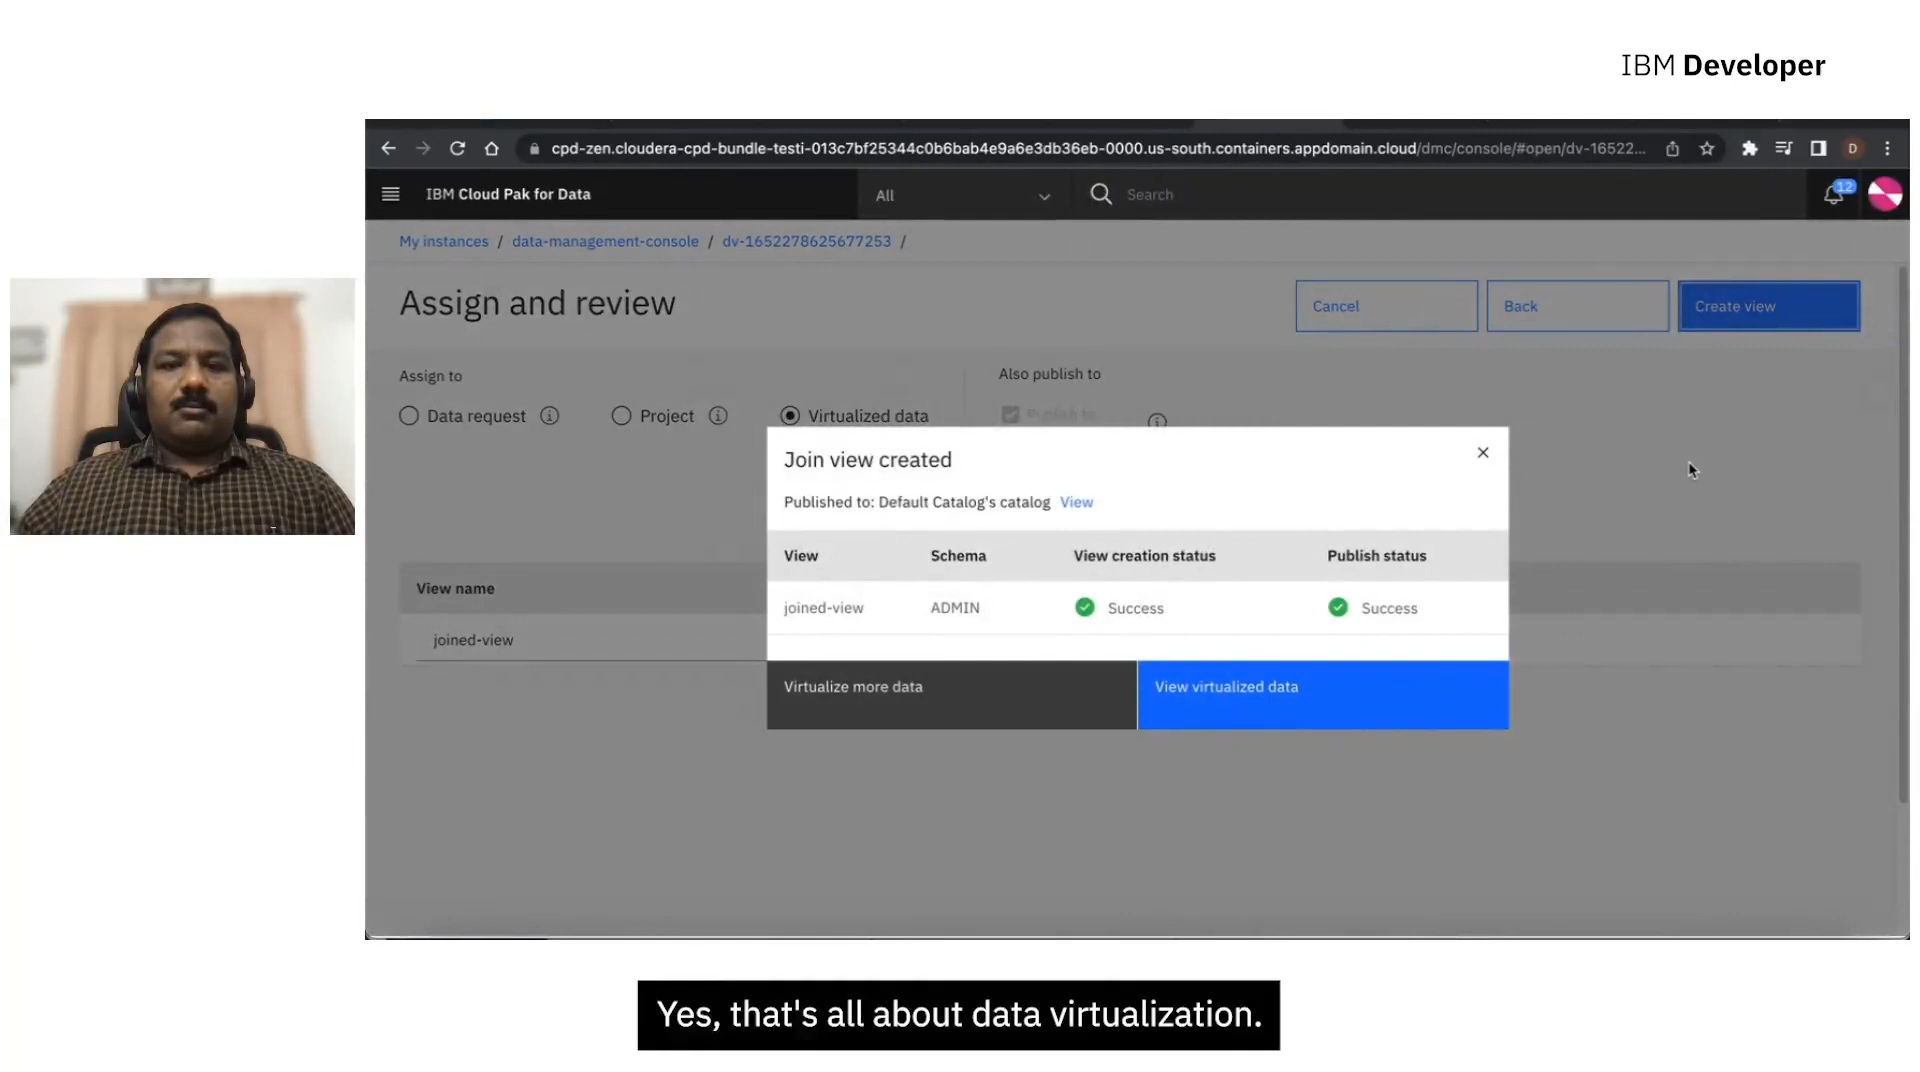 IBM Developer
cpd-zen.cloudera-cpd-bundle-testi-013c7bf25344c0b6bab4e9a6e3db36eb-0000.us-south.containers.appdomain.cloud/dmc/console/#open/dv-16522...
D
IBM Cloud Pak for Data
All
Search
12
My instances / data-management-console / dv-1652278625677253 /
Assign and review
Cancel
Back
Create view
Assign to
Also publish to
Data request
Project
Virtualized data
Publish to
Join view created
Published to: Default Catalog's catalog View
View Schema View creation status Publish status
joined-view ADMIN Success Success
View name
joined-view
Virtualize more data
View virtualized data
Yes, that's all about data virtualization.